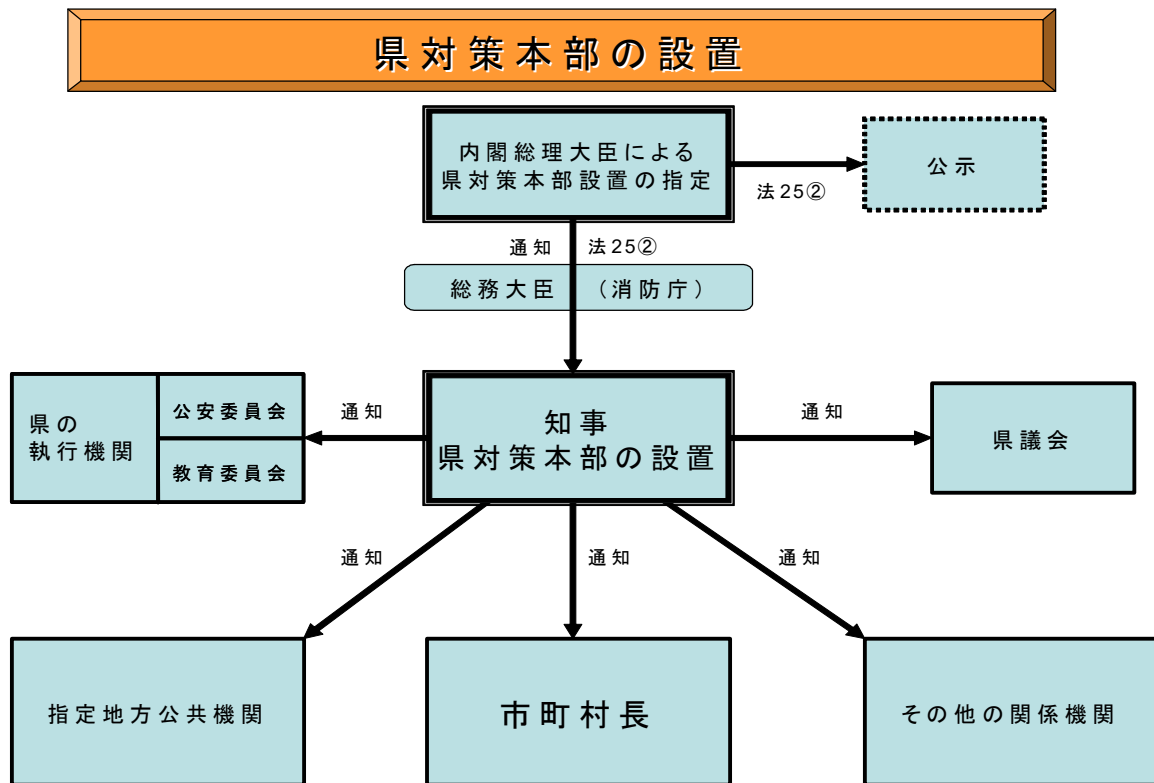 県対策本部の設置
内閣総理大臣による
県対策本部設置の指定
公示
法25②
通知 法25②
総務大臣 （消防庁）
県の
執行機関
公安委員会
教育委員会
通知
知事
県対策本部の設置
通知
県議会
通知
通知
通知
指定地方公共機関
市町村長
その他の関係機関